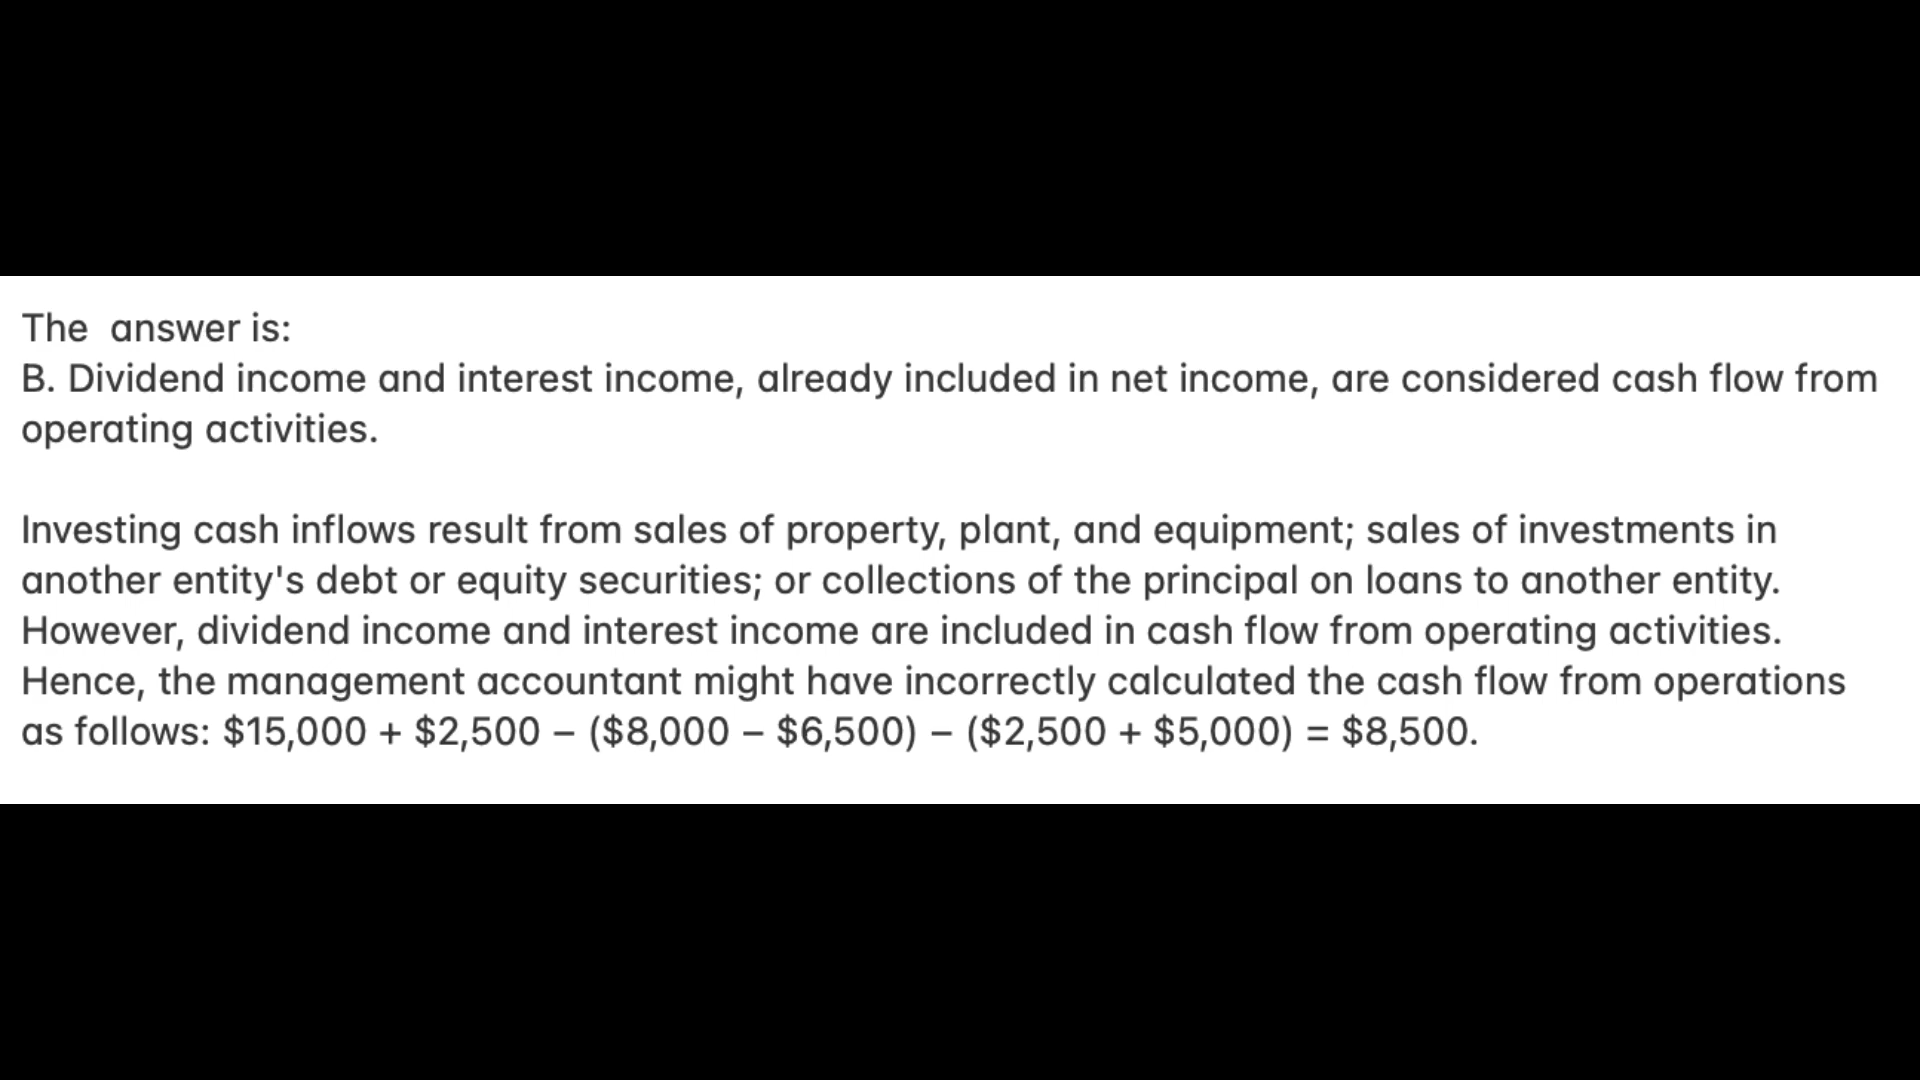 The  answer is:
B. Dividend income and interest income, already included in net income, are considered cash flow from
operating activities.
Investing cash inflows result from sales of property, plant, and equipment; sales of investments in
another entity's debt or equity securities; or collections of the principal on loans to another entity.
However, dividend income and interest income are included in cash flow from operating activities.
Hence, the management accountant might have incorrectly calculated the cash flow from operations
as follows: $15,000 + $2,500 – ($8,000 – $6,500) – ($2,500 + $5,000) = $8,500.